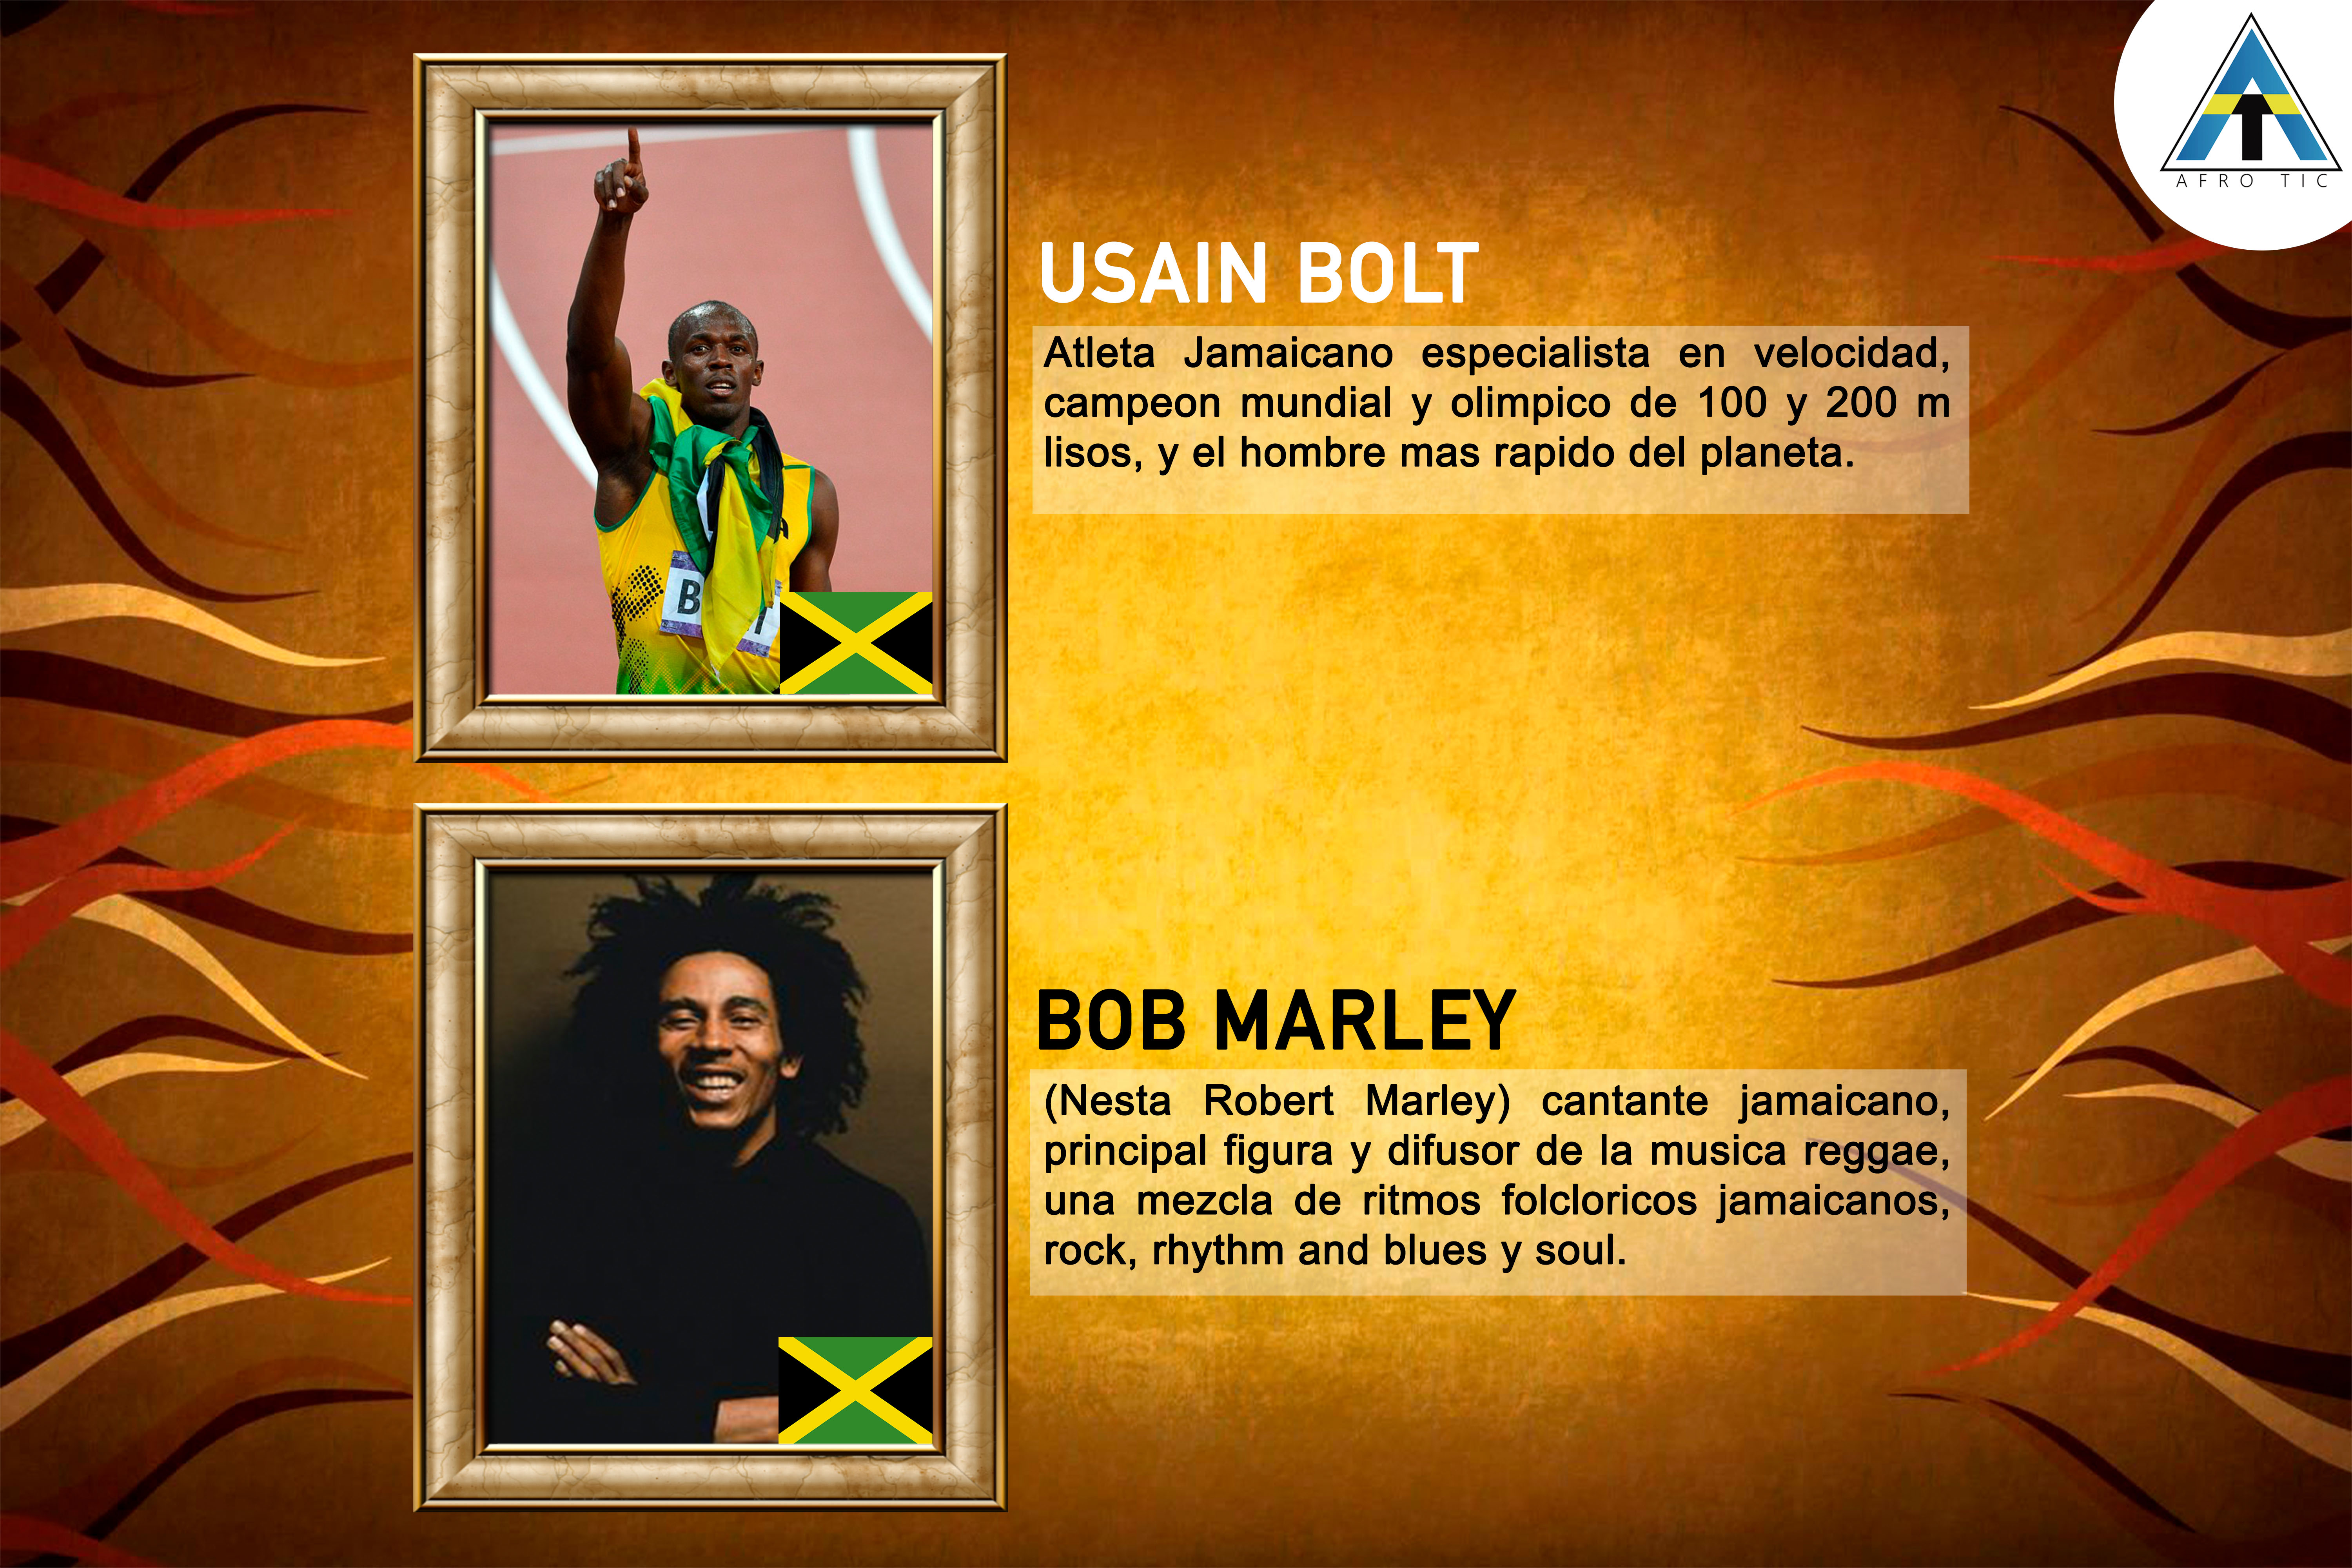 AFRO TIC
USAIN BOLT
Atleta Jamaicano especialista en velocidad,
campeon mundial y olimpico de 100 y 200 m
lisos, y el hombre mas rapido del planeta.
B
BOB MARLEY
(Nesta Robert Marley) cantante jamaicano,
principal figura y difusor de la musica reggae,
una mezcla de ritmos folcloricos jamaicanos,
rock, rhythm and blues y soul.